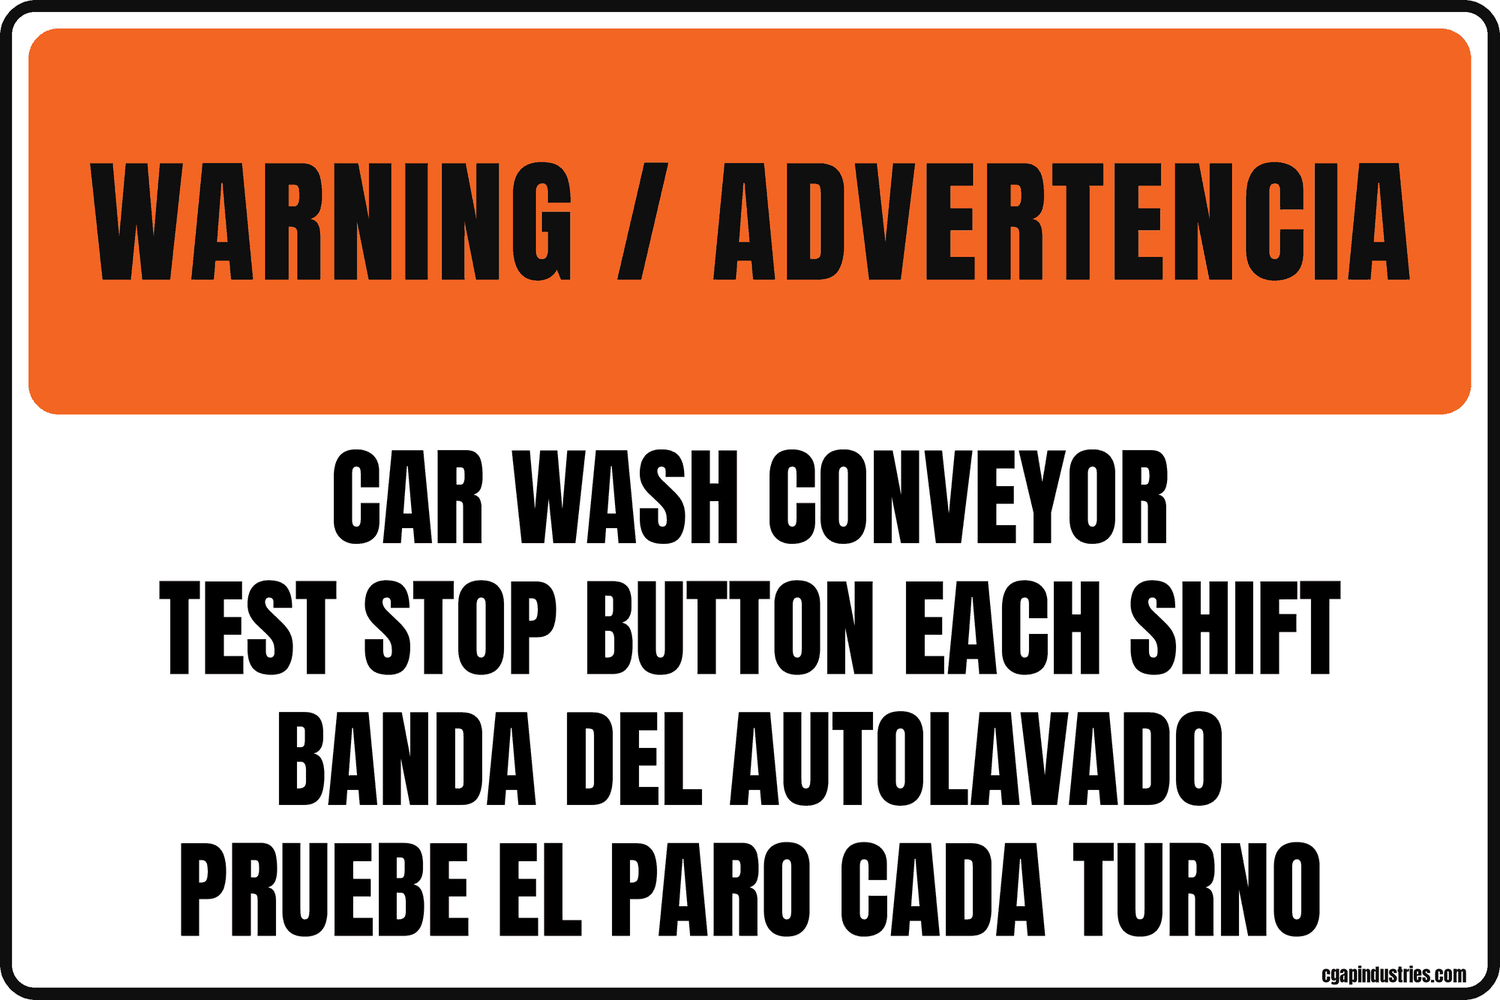 WARNING / ADVERTENCIA
CAR WASH CONVEYOR
TEST STOP BUTTON EACH SHIFT
BANDA DEL AUTOLAVADO
PRUEBE EL PARO CADA TURNO
cgapindustries.com